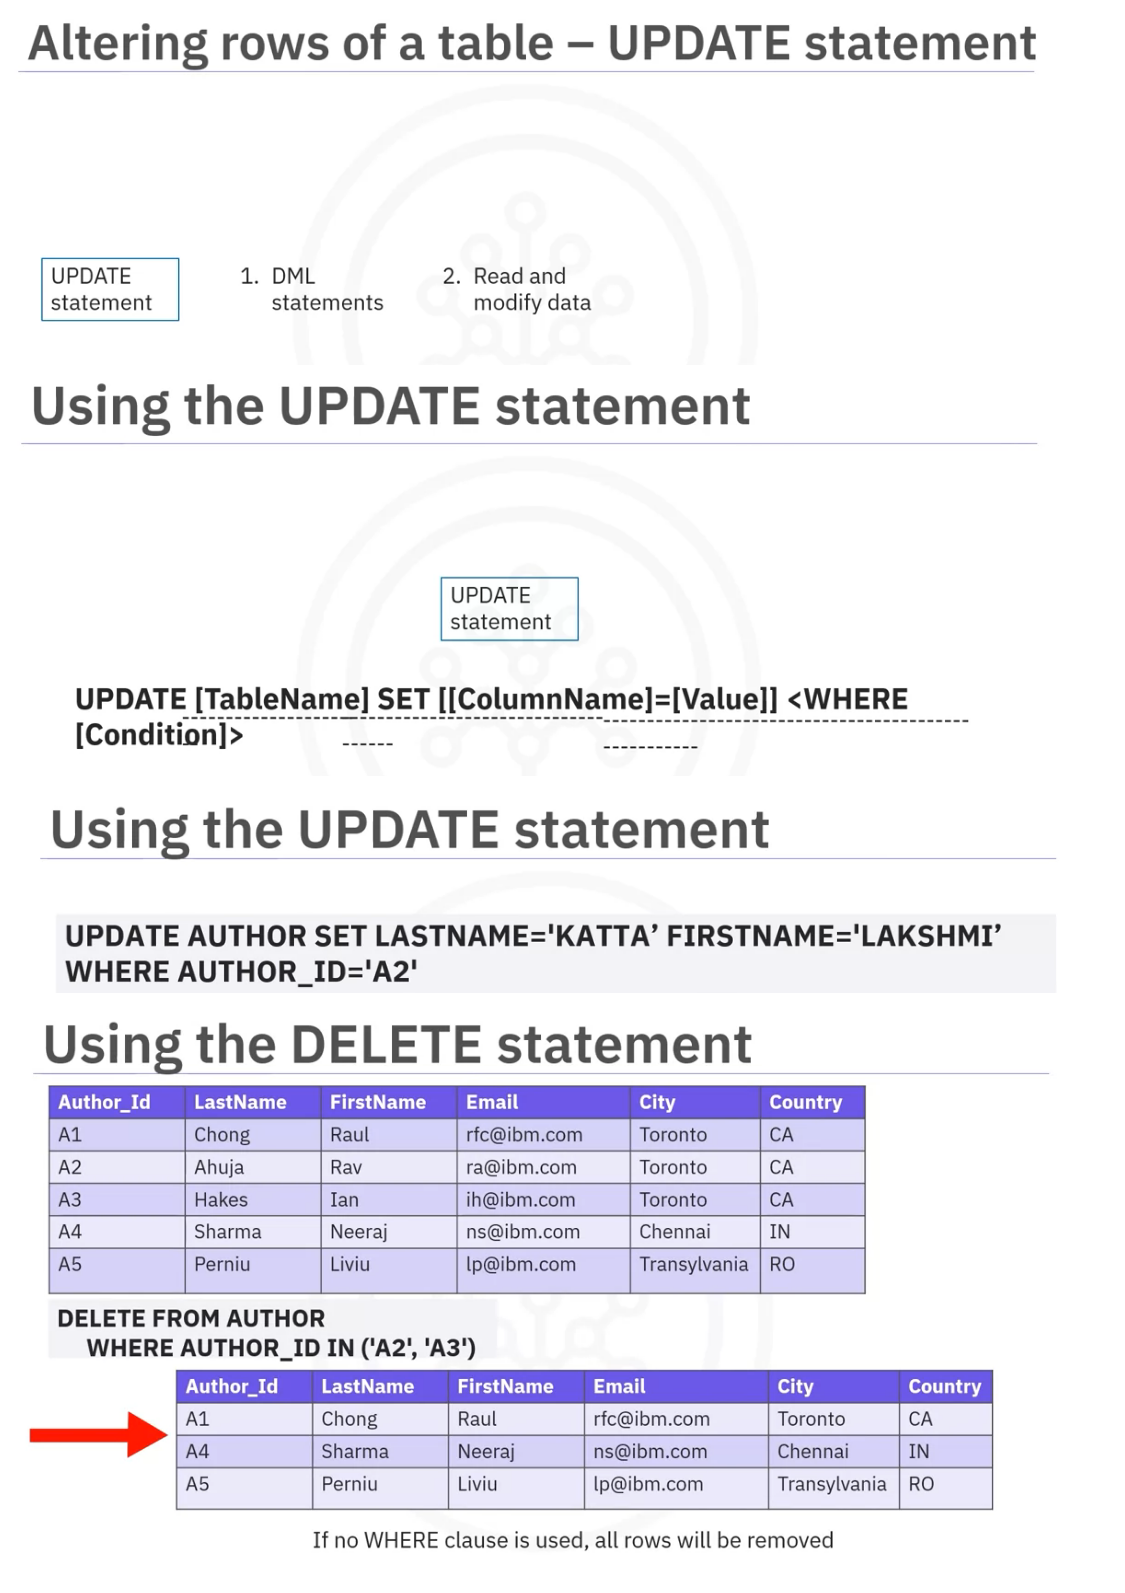 Altering rows of a table – UPDATE statement
UPDATE
statement
1. DML
statements
2. Read and
modify data
Using the UPDATE statement
UPDATE
statement
UPDATE [TableName] SET [[ColumnName]=[Value]] <WHERE
[Condition]>
Using the UPDATE statement
UPDATE AUTHOR SET LASTNAME='KATTA’ FIRSTNAME='LAKSHMI’
WHERE AUTHOR_ID='A2'
Using the DELETE statement
Author_Id LastName FirstName Email City Country
A1 Chong Raul rfc@ibm.com Toronto CA
A2 Ahuja Rav ra@ibm.com Toronto CA
A3 Hakes Ian ih@ibm.com Toronto CA
A4 Sharma Neeraj ns@ibm.com Chennai IN
A5 Perniu Liviu lp@ibm.com Transylvania RO
DELETE FROM AUTHOR
WHERE AUTHOR_ID IN ('A2', 'A3')
Author_Id LastName FirstName Email City Country
A1 Chong Raul rfc@ibm.com Toronto CA
A4 Sharma Neeraj ns@ibm.com Chennai IN
A5 Perniu Liviu lp@ibm.com Transylvania RO
If no WHERE clause is used, all rows will be removed